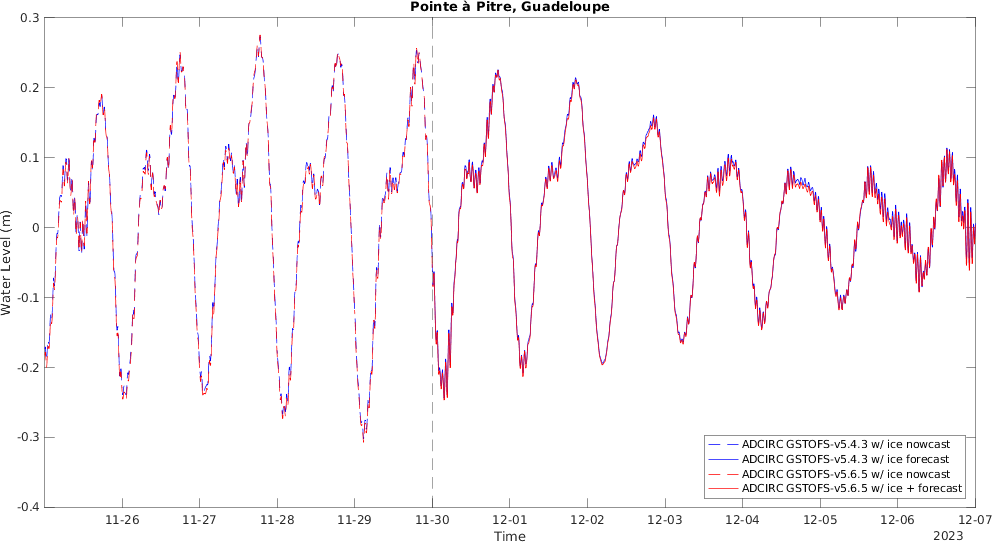 Pointe à Pitre, Guadeloupe
0.3
0.2
0.1
0
-0.1
-0.2
-0.3
-0.4
Water Level (m)
ADCIRC GSTOFS-v5.4.3 w/ ice nowcast
ADCIRC GSTOFS-v5.4.3 w/ ice forecast
ADCIRC GSTOFS-v5.6.5 w/ ice nowcast
ADCIRC GSTOFS-v5.6.5 w/ ice + forecast
11-26 11-27 11-28 11-29 11-30 12-01 12-02 12-03 12-04 12-05 12-06 12-07
Time
2023